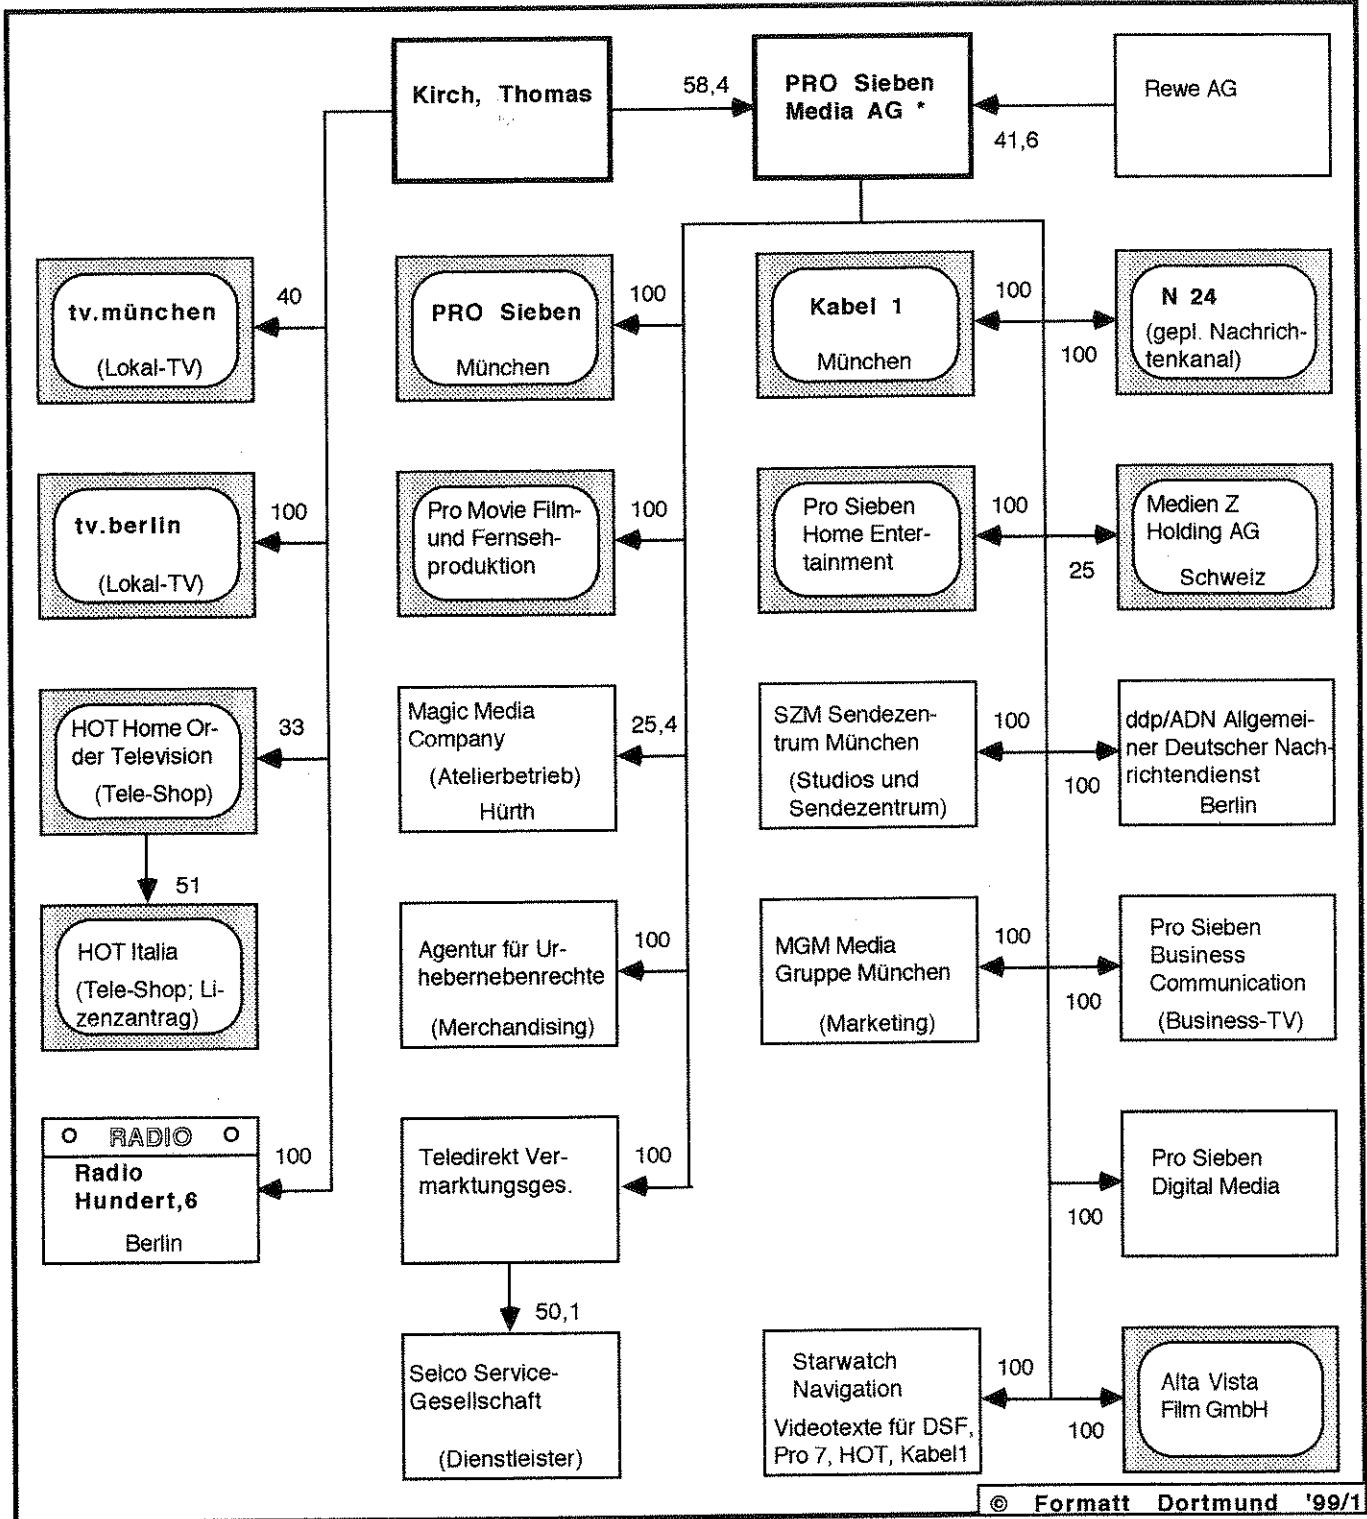 Kirch, Thomas
58,4
PRO Sieben
Media AG *
41,6
Rewe AG
tv.münchen
(Lokal-TV)
40
PRO Sieben
München
100
Kabel 1
München
100
100
N 24
(gepl. Nachrich-
tenkanal)
tv.berlin
(Lokal-TV)
100
Pro Movie Film-
und Fernseh-
produktion
100
Pro Sieben
Home Enter-
tainment
100
25
Medien Z
Holding AG
Schweiz
HOT Home Or-
der Television
(Tele-Shop)
33
Magic Media
Company
(Atelierbetrieb)
Hürth
25,4
SZM Sendezen-
trum München
(Studios und
Sendezentrum)
100
100
ddp/ADN Allgemei-
ner Deutscher Nach-
richtendienst
Berlin
51
HOT Italia
(Tele-Shop; Li-
zenzantrag)
Agentur für Ur-
hebernebenrechte
(Merchandising)
100
MGM Media
Gruppe München
(Marketing)
100
100
Pro Sieben
Business
Communication
(Business-TV)
RADIO
Radio
Hundert,6
Berlin
100
Teledirekt Ver-
marktungsges.
100
100
Pro Sieben
Digital Media
50,1
Selco Service-
Gesellschaft
(Dienstleister)
Starwatch
Navigation
Videotexte für DSF,
Pro 7, HOT, Kabel1
100
100
Alta Vista
Film GmbH
© Formatt Dortmund '99/1